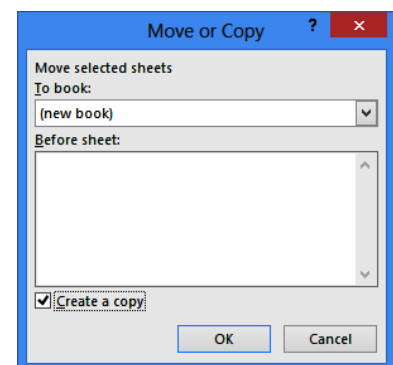 Move or Copy ? ×
Move selected sheets
To book:
(new book)
Before sheet:
Create a copy
OK Cancel